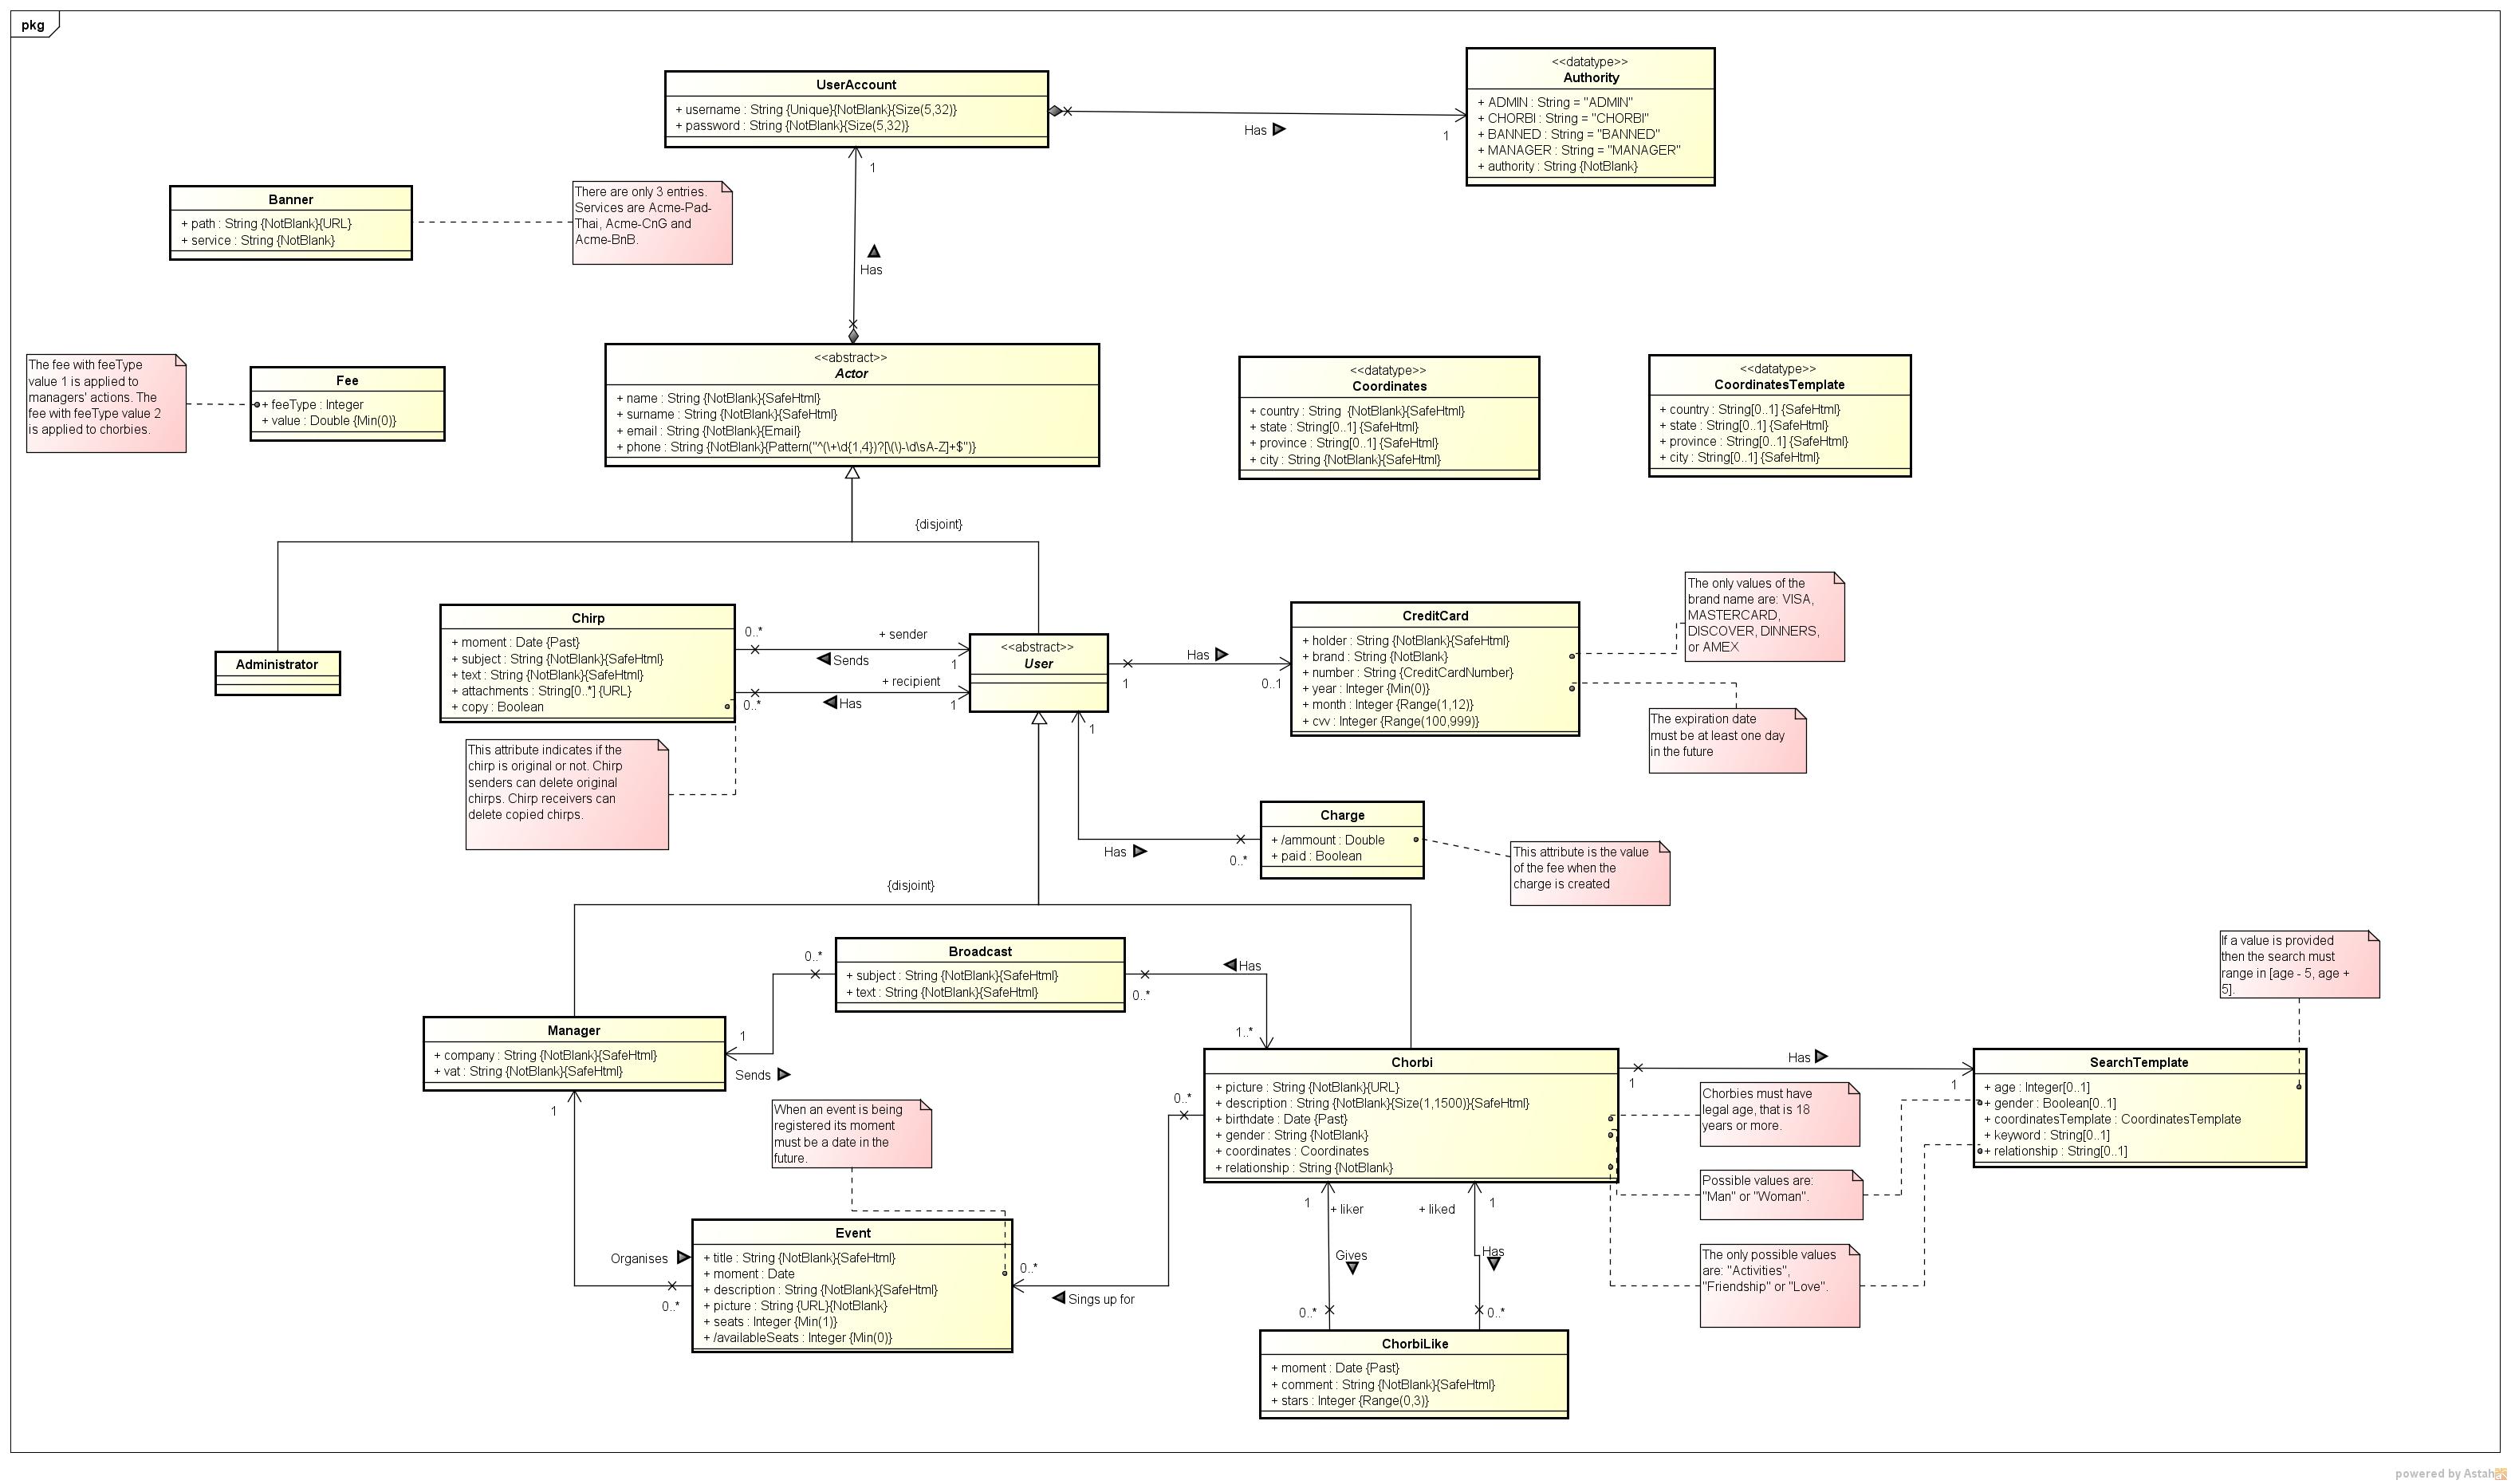 pkg
UserAccount
+ username : String {Unique}{NotBlank}{Size(5,32)}
+ password : String {NotBlank}{Size(5,32)}
Has
1
<<datatype>>
Authority
+ ADMIN : String = "ADMIN"
+ CHORBI : String = "CHORBI"
+ BANNED : String = "BANNED"
+ MANAGER : String = "MANAGER"
+ authority : String {NotBlank}
1
Has
Banner
+ path : String {NotBlank}{URL}
+ service : String {NotBlank}
There are only 3 entries.
Services are Acme-Pad-
Thai, Acme-CnG and
Acme-BnB.
The fee with feeType
value 1 is applied to
managers' actions. The
fee with feeType value 2
is applied to chorbies.
Fee
+ feeType : Integer
+ value : Double {Min(0)}
<<abstract>>
Actor
+ name : String {NotBlank}{SafeHtml}
+ surname : String {NotBlank}{SafeHtml}
+ email : String {NotBlank}{Email}
+ phone : String {NotBlank}{Pattern("^(\+\d{1,4})?[\(\)-\d\sA-Z]+$")}
<<datatype>>
Coordinates
+ country : String  {NotBlank}{SafeHtml}
+ state : String[0..1] {SafeHtml}
+ province : String[0..1] {SafeHtml}
+ city : String {NotBlank}{SafeHtml}
<<datatype>>
CoordinatesTemplate
+ country : String[0..1] {SafeHtml}
+ state : String[0..1] {SafeHtml}
+ province : String[0..1] {SafeHtml}
+ city : String[0..1] {SafeHtml}
{disjoint}
Administrator
Chirp
+ moment : Date {Past}
+ subject : String {NotBlank}{SafeHtml}
+ text : String {NotBlank}{SafeHtml}
+ attachments : String[0..*] {URL}
+ copy : Boolean
0..*
+ sender
Sends
1
+ recipient
0..*
Has
1
This attribute indicates if the
chirp is original or not. Chirp
senders can delete original
chirps. Chirp receivers can
delete copied chirps.
<<abstract>>
User
1
Has
0..1
CreditCard
+ holder : String {NotBlank}{SafeHtml}
+ brand : String {NotBlank}
+ number : String {CreditCardNumber}
+ year : Integer {Min(0)}
+ month : Integer {Range(1,12)}
+ cvv : Integer {Range(100,999)}
The only values of the
brand name are: VISA,
MASTERCARD,
DISCOVER, DINNERS,
or AMEX
The expiration date
must be at least one day
in the future
1
Has
0..*
Charge
+ /ammount : Double
+ paid : Boolean
This attribute is the value
of the fee when the
charge is created
{disjoint}
Broadcast
+ subject : String {NotBlank}{SafeHtml}
+ text : String {NotBlank}{SafeHtml}
0..*
1
Sends
Has
0..*
1..*
Manager
+ company : String {NotBlank}{SafeHtml}
+ vat : String {NotBlank}{SafeHtml}
1
Organises
0..*
When an event is being
registered its moment
must be a date in the
future.
Event
+ title : String {NotBlank}{SafeHtml}
+ moment : Date
+ description : String {NotBlank}{SafeHtml}
+ picture : String {URL}{NotBlank}
+ seats : Integer {Min(1)}
+ /availableSeats : Integer {Min(0)}
0..*
Sings up for
0..*
Chorbi
+ picture : String {NotBlank}{URL}
+ description : String {NotBlank}{Size(1,1500)}{SafeHtml}
+ birthdate : Date {Past}
+ gender : String {NotBlank}
+ coordinates : Coordinates
+ relationship : String {NotBlank}
1
Has
1
SearchTemplate
+ age : Integer[0..1]
+ gender : Boolean[0..1]
+ coordinatesTemplate : CoordinatesTemplate
+ keyword : String[0..1]
+ relationship : String[0..1]
If a value is provided
then the search must
range in [age - 5, age +
5].
Chorbies must have
legal age, that is 18
years or more.
Possible values are:
"Man" or "Woman".
The only possible values
are: "Activities",
"Friendship" or "Love".
1
+ liker
Gives
0..*
+ liked
1
Has
0..*
ChorbiLike
+ moment : Date {Past}
+ comment : String {NotBlank}{SafeHtml}
+ stars : Integer {Range(0,3)}
powered by Astah